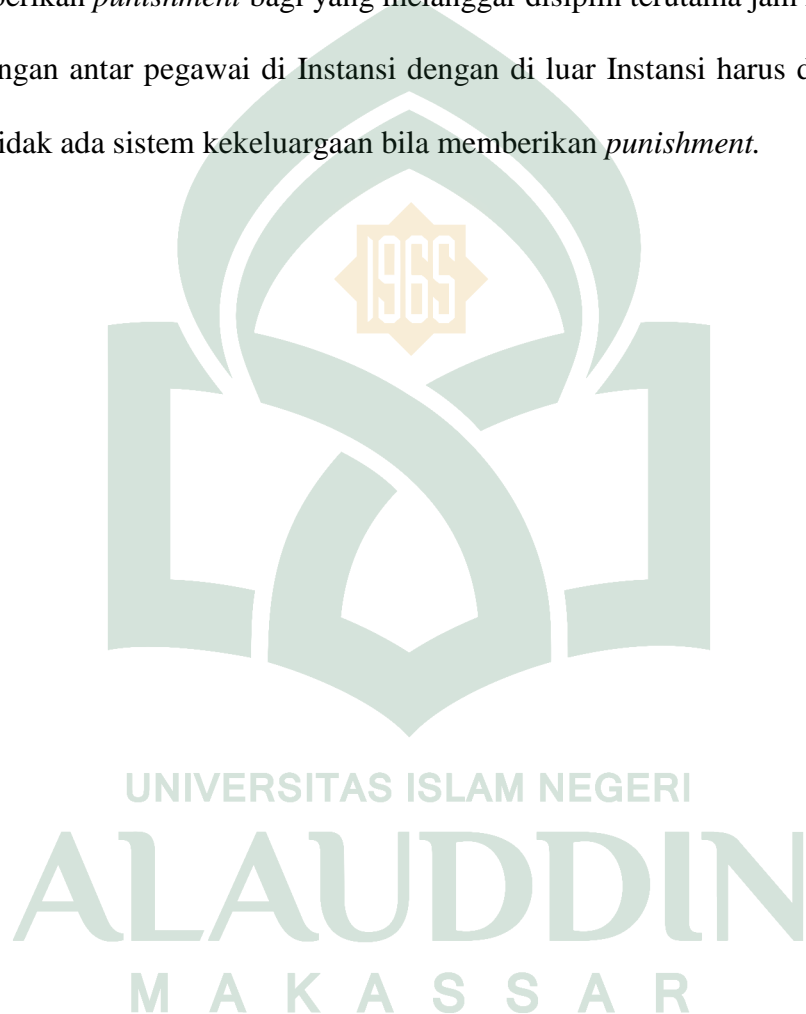 berikan punishment bagi yang melanggar disiplin terutama jam
ngan antar pegawai di Instansi dengan di luar Instansi harus
tidak ada sistem kekeluargaan bila memberikan punishment.
1965
UNIVERSITAS ISLAM NEGERI
ALAUDDIN
MAKASSAR